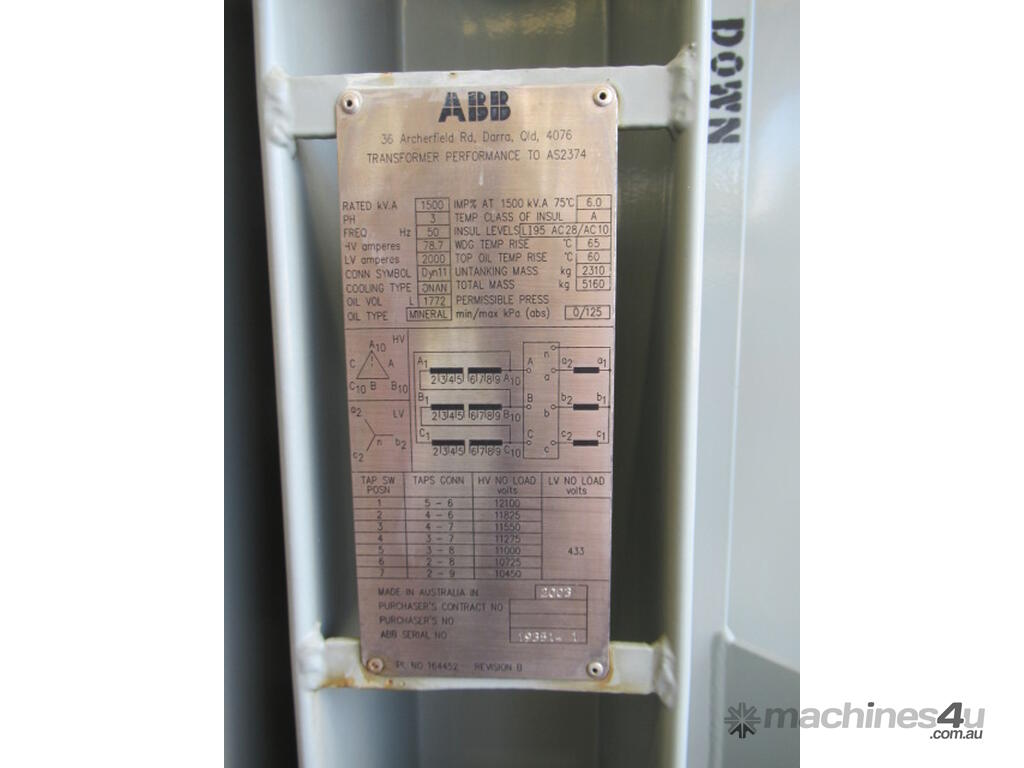 DOWN
ABB
36 Archerfield Rd, Darra, Qld, 4076
TRANSFORMER PERFORMANCE TO AS2374
RATED kV.A 1500 IMP% AT 1500 kV.A 75°C 6.0
PH 3 TEMP CLASS OF INSUL A
FREQ Hz 50 INSUL LEVELS LI95 AC28/AC10
HV amperes 78.7 WDG TEMP RISE °C 65
LV amperes 2000 TOP OIL TEMP RISE °C 60
CONN SYMBOL Dyn11 UNTANKING MASS kg 2310
COOLING TYPE ONAN TOTAL MASS kg 5160
OIL VOL L 1772 PERMISSIBLE PRESS
OIL TYPE MINERAL min/max kPa (abs) 0/125
A10 HV
C A
C10 B B10
a2 LV
n b2
c2
A1 2 3 4 5 6 7 8 9 A10 A n a a2 a1
B1 2 3 4 5 6 7 8 9 B10 B b b2 b1
C1 2 3 4 5 6 7 8 9 C10 C c c2 c1
TAP SW POSN TAPS CONN HV NO LOAD volts LV NO LOAD volts
1 5 - 6 12100
2 4 - 6 11825
3 4 - 7 11550
4 3 - 7 11275
5 3 - 8 11000 433
6 2 - 8 10725
7 2 - 9 10450
MADE IN AUSTRALIA IN 2003
PURCHASER'S CONTRACT NO
PURCHASER'S NO
ABB SERIAL NO 193514 1
PL NO 164452 REVISION B
machines4u
.com.au